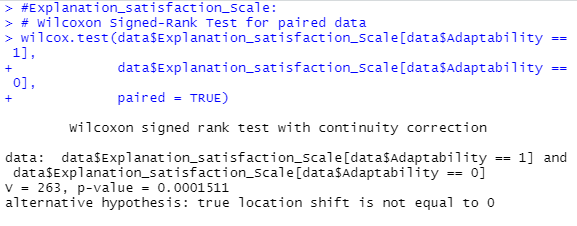 > #Explanation_satisfaction_Scale:
> # Wilcoxon Signed-Rank Test for paired data
> wilcox.test(data$Explanation_satisfaction_Scale[data$Adaptability ==
 1],
+             data$Explanation_satisfaction_Scale[data$Adaptability ==
0],
+             paired = TRUE)
        Wilcoxon signed rank test with continuity correction
data:  data$Explanation_satisfaction_Scale[data$Adaptability == 1] and
 data$Explanation_satisfaction_Scale[data$Adaptability == 0]
V = 263, p-value = 0.0001511
alternative hypothesis: true location shift is not equal to 0